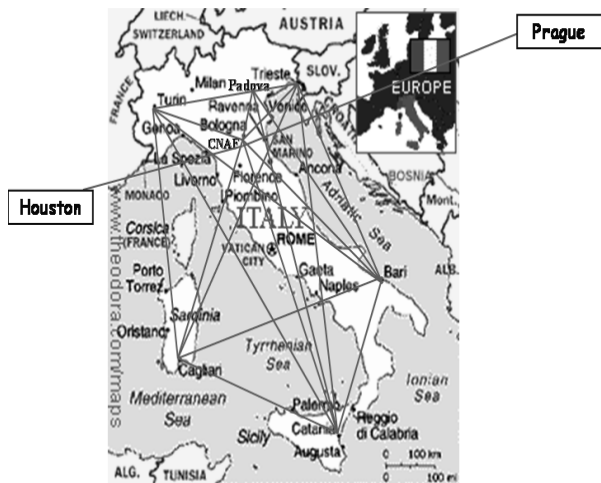 LIECH.
AUSTRIA
SWITZERLAND
Prague
Milan
Trieste
SLOV.
Padova
FRANCE
Turin
Ravenna
Venice
EUROPE
Genoa
Bologna
CROATIA
CNAF
SAN
MARINO
La Spezia
Florence
Ancona
BOSNIA
Livorno
MONACO
Piombino
Adriatic
Sea
Mont.
Houston
ITALY
Corsica
(FRANCE)
ROME
VATICAN
CITY
ALB.
Porto
Torrez
Gaeta
Naples
Bari
www.theodora.com/maps
Sardinia
Oristano
Tyrrhenian
Sea
Cagliari
Ionian
Sea
Mediterranean
Sea
Palermo
Reggio
di Calabria
Sicily
Catania
Augusta
0 100 km
0 100 mi
ALG.
TUNISIA